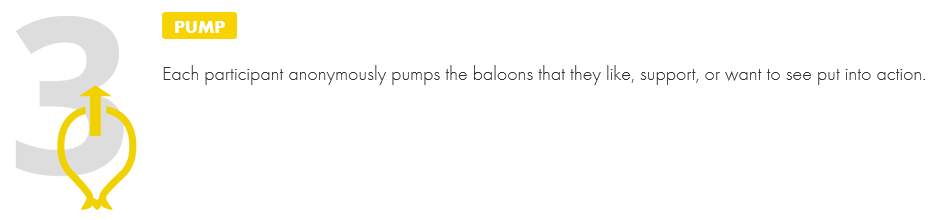 3
PUMP
Each participant anonymously pumps the baloons that they like, support, or want to see put into action.